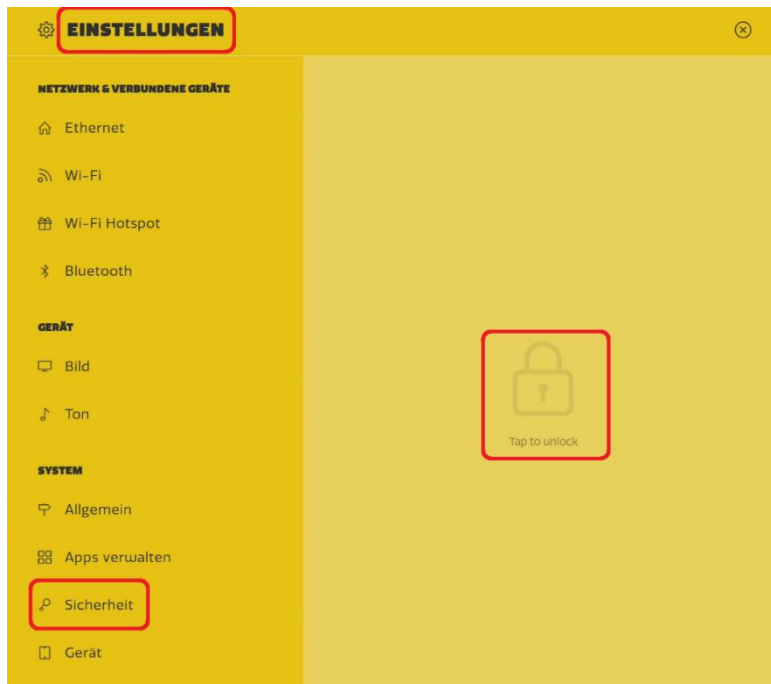 EINSTELLUNGEN
NETZWERK & VERBUNDENE GERÄTE
Ethernet
Wi-Fi
Wi-Fi Hotspot
Bluetooth
GERÄT
Bild
Ton
SYSTEM
Allgemein
Apps verwalten
Sicherheit
Gerät
Tap to unlock